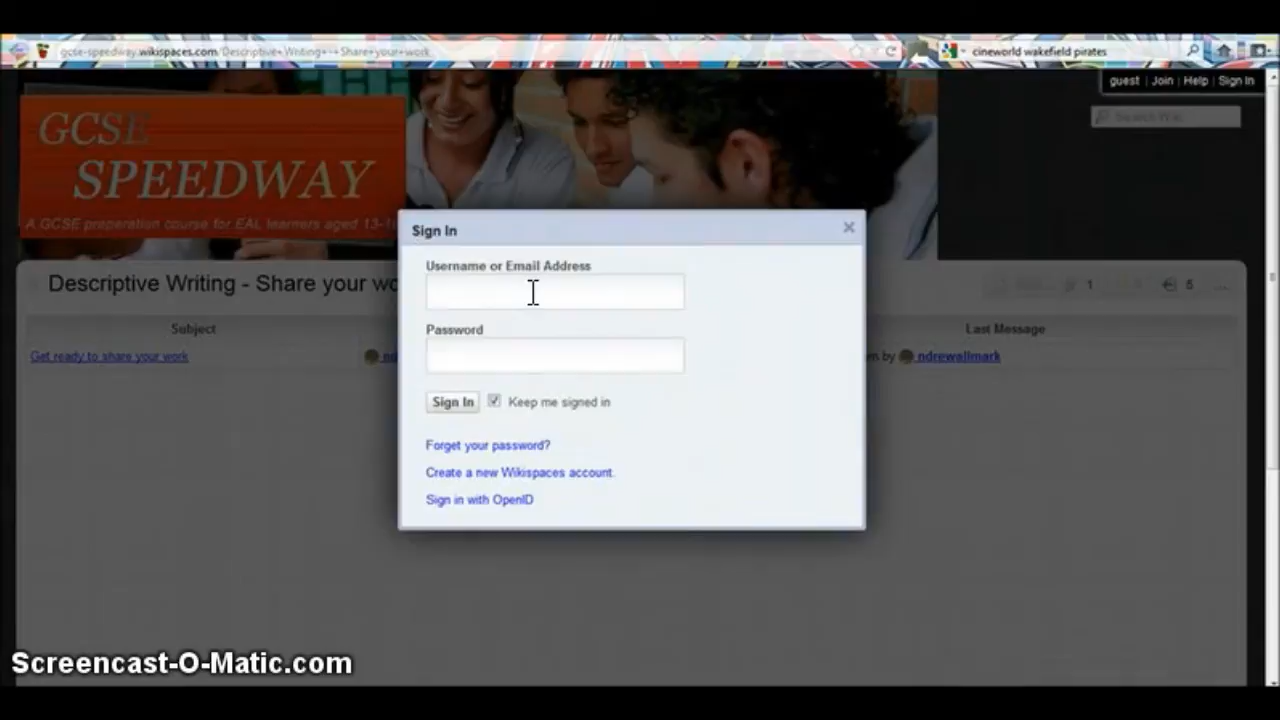 gcse-speedway.wikispaces.com/Descriptive+Writing+-+Share+your+work
cineworld wakefield pirates
guest | Join | Help | Sign In
GCSE
SPEEDWAY
A GCSE preparation course for EAL learners aged 13-
Sign In
Username or Email Address
Descriptive Writing - Share your wo
1
5
...
Subject
Last Message
Password
Get ready to share your work
by ndrewallmark
Sign In
Keep me signed in
Forget your password?
Create a new Wikispaces account.
Sign in with OpenID
Screencast-O-Matic.com